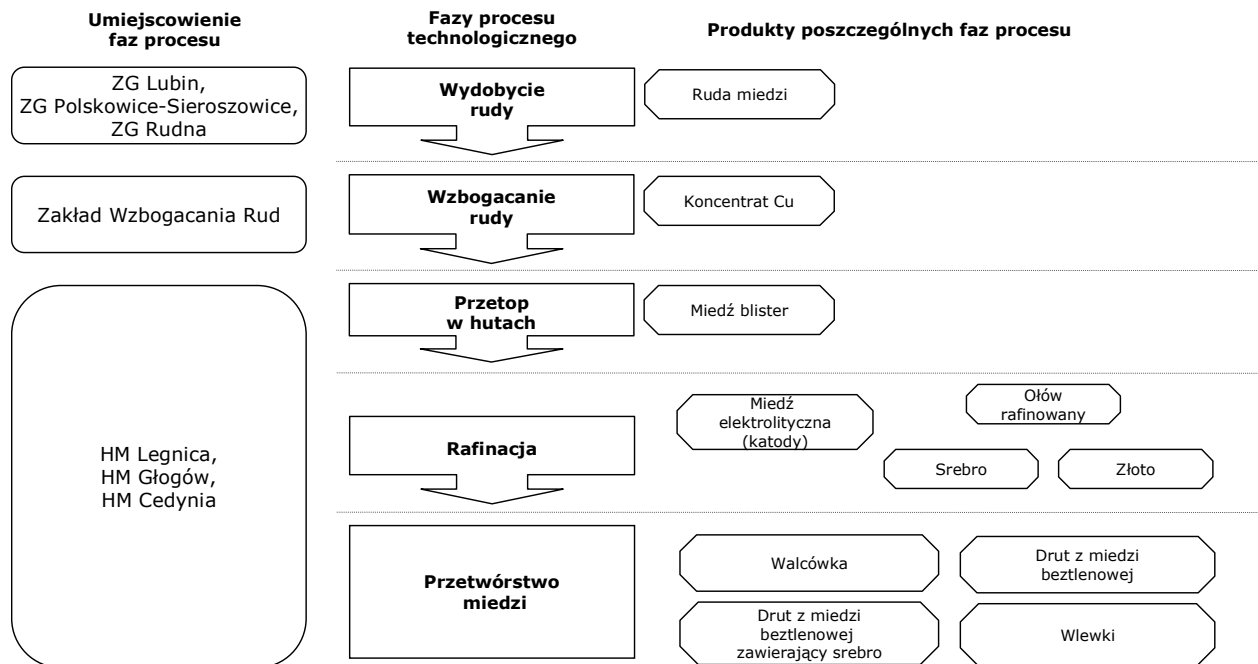 Umiejscowienie
faz procesu
Fazy procesu
technologicznego
Produkty poszczególnych faz procesu
ZG Lubin,
ZG Polskowice-Sieroszowice,
ZG Rudna
Wydobycie
rudy
Ruda miedzi
Zakład Wzbogacania Rud
Wzbogacanie
rudy
Koncentrat Cu
HM Legnica,
HM Głogów,
HM Cedynia
Przetop
w hutach
Miedź blister
Rafinacja
Miedź
elektrolityczna
(katody)
Ołów
rafinowany
Srebro
Złoto
Przetwórstwo
miedzi
Walcówka
Drut z miedzi
beztlenowej
Drut z miedzi
beztlenowej
zawierający srebro
Wlewki